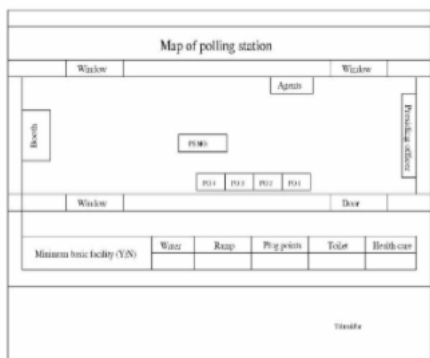 Map of polling station
Window Window
Agents
Booth
Presiding officer
PO4 PO3 PO2 PO1
Window Door
Minimum basic facility (Y/N) Water Ramp Plug points Toilet Health care